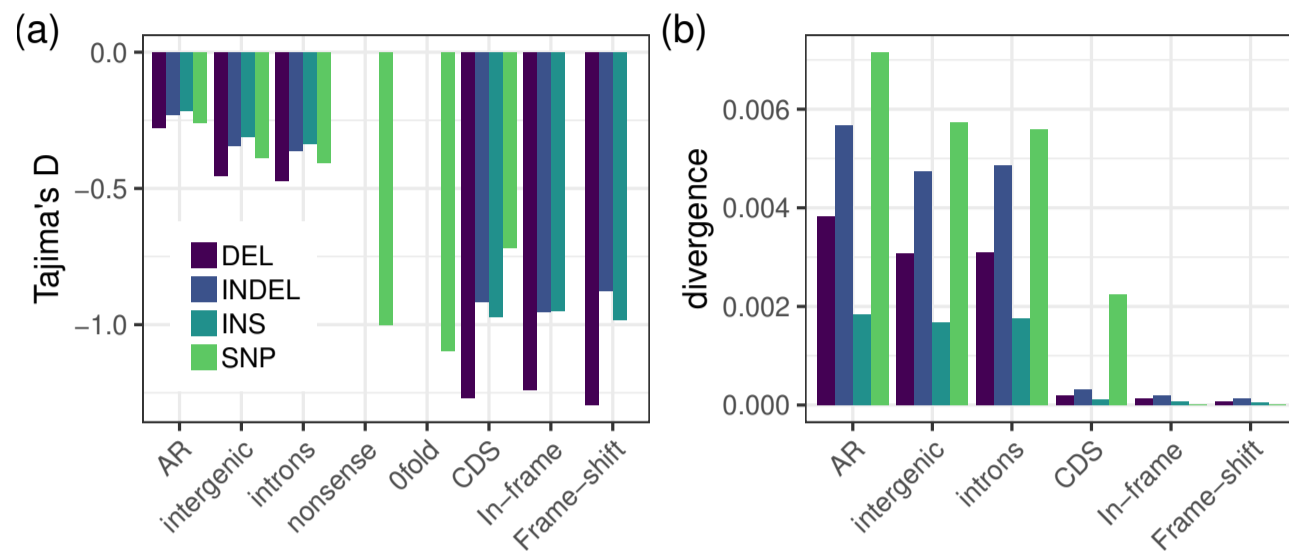 (a)
Tajima's D
0.0
−0.5
−1.0
DEL
INDEL
INS
SNP
AR
intergenic
introns
nonsense
0fold
CDS
In−frame
Frame−shift
(b)
divergence
0.006
0.004
0.002
0.000
AR
intergenic
introns
CDS
In−frame
Frame−shift